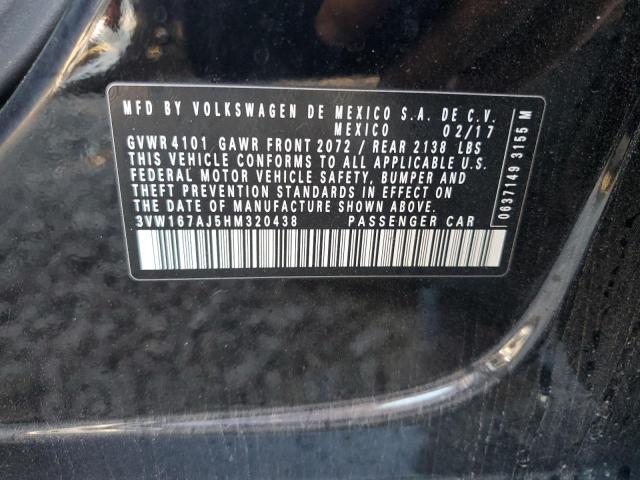 MFD BY VOLKSWAGEN DE MEXICO S.A. DE C.V.
MEXICO 02/17
GVWR 4101 GAWR FRONT 2072 / REAR 2138 LBS
THIS VEHICLE CONFORMS TO ALL APPLICABLE U.S.
FEDERAL MOTOR VEHICLE SAFETY, BUMPER AND
THEFT PREVENTION STANDARDS IN EFFECT ON
THE DATE OF MANUFACTURE SHOWN ABOVE.
3VW167AJ5HM320438 PASSENGER CAR
0637149 3155 M